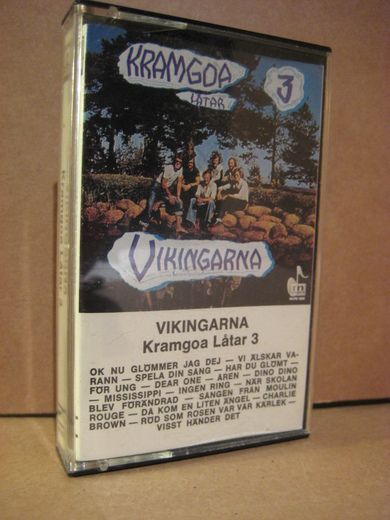 KRAMGOA
LÅTAR
3
VIKINGARNA
VIKINGARNA
Kramgoa Låtar 3
OK NU GLÖMMER JAG DEJ – VI ÄLSKAR VA-
RANN – SPELA DIN SÅNG – HAR DU GLÖMT –
FÖR UNG – DEAR ONE – ÅREN – DINO DINO
– MISSISSIPPI – INGEN RING – NÄR SKOLAN
BLEV FÖRÄNDRAD – SÅNGEN FRÅN MOULIN
ROUGE – DÅ KOM EN LITEN ÄNGEL – CHARLIE
BROWN – RÖD SOM ROSEN VAR VÅR KÄRLEK –
VISST HÄNDER DET